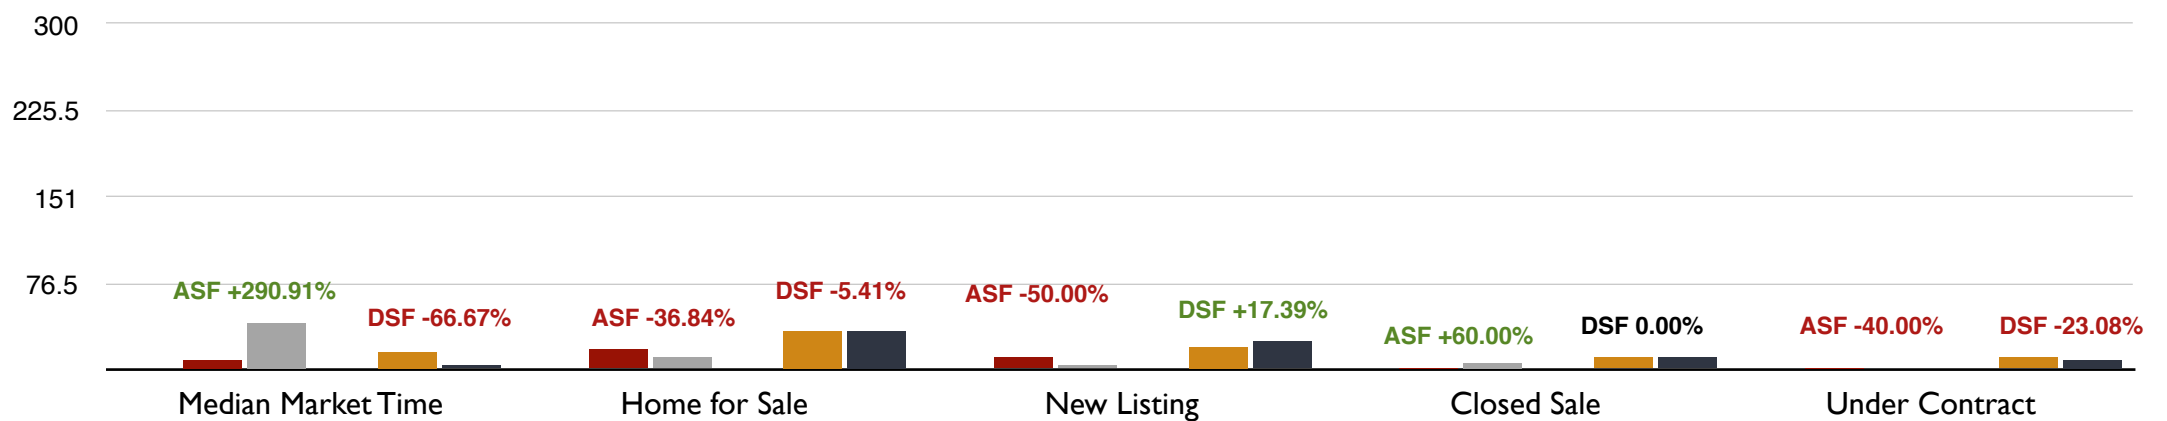 300
225.5
151
76.5
ASF +290.91%
DSF -66.67%
ASF -36.84%
DSF -5.41%
ASF -50.00%
DSF +17.39%
ASF +60.00%
DSF 0.00%
ASF -40.00%
DSF -23.08%
Median Market Time
Home for Sale
New Listing
Closed Sale
Under Contract